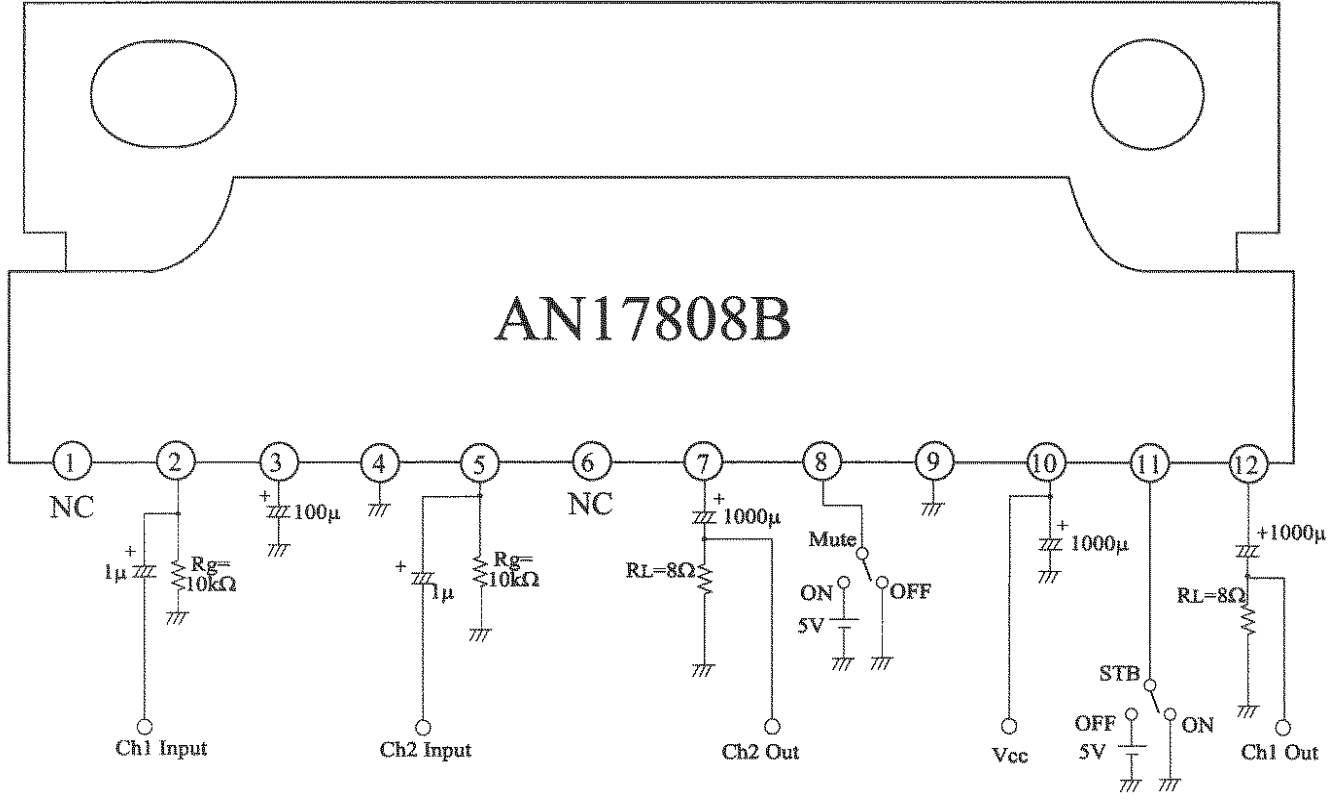 AN17808B
1 2 3 4 5 6 7 8 9 10 11 12
NC
NC
+
1μ
Rg=
10kΩ
+
100μ
+
1μ
Rg=
10kΩ
+
1000μ
RL=8Ω
Mute
ON
OFF
5V
+
1000μ
STB
OFF
ON
5V
+1000μ
RL=8Ω
Ch1 Input
Ch2 Input
Ch2 Out
Vcc
Ch1 Out